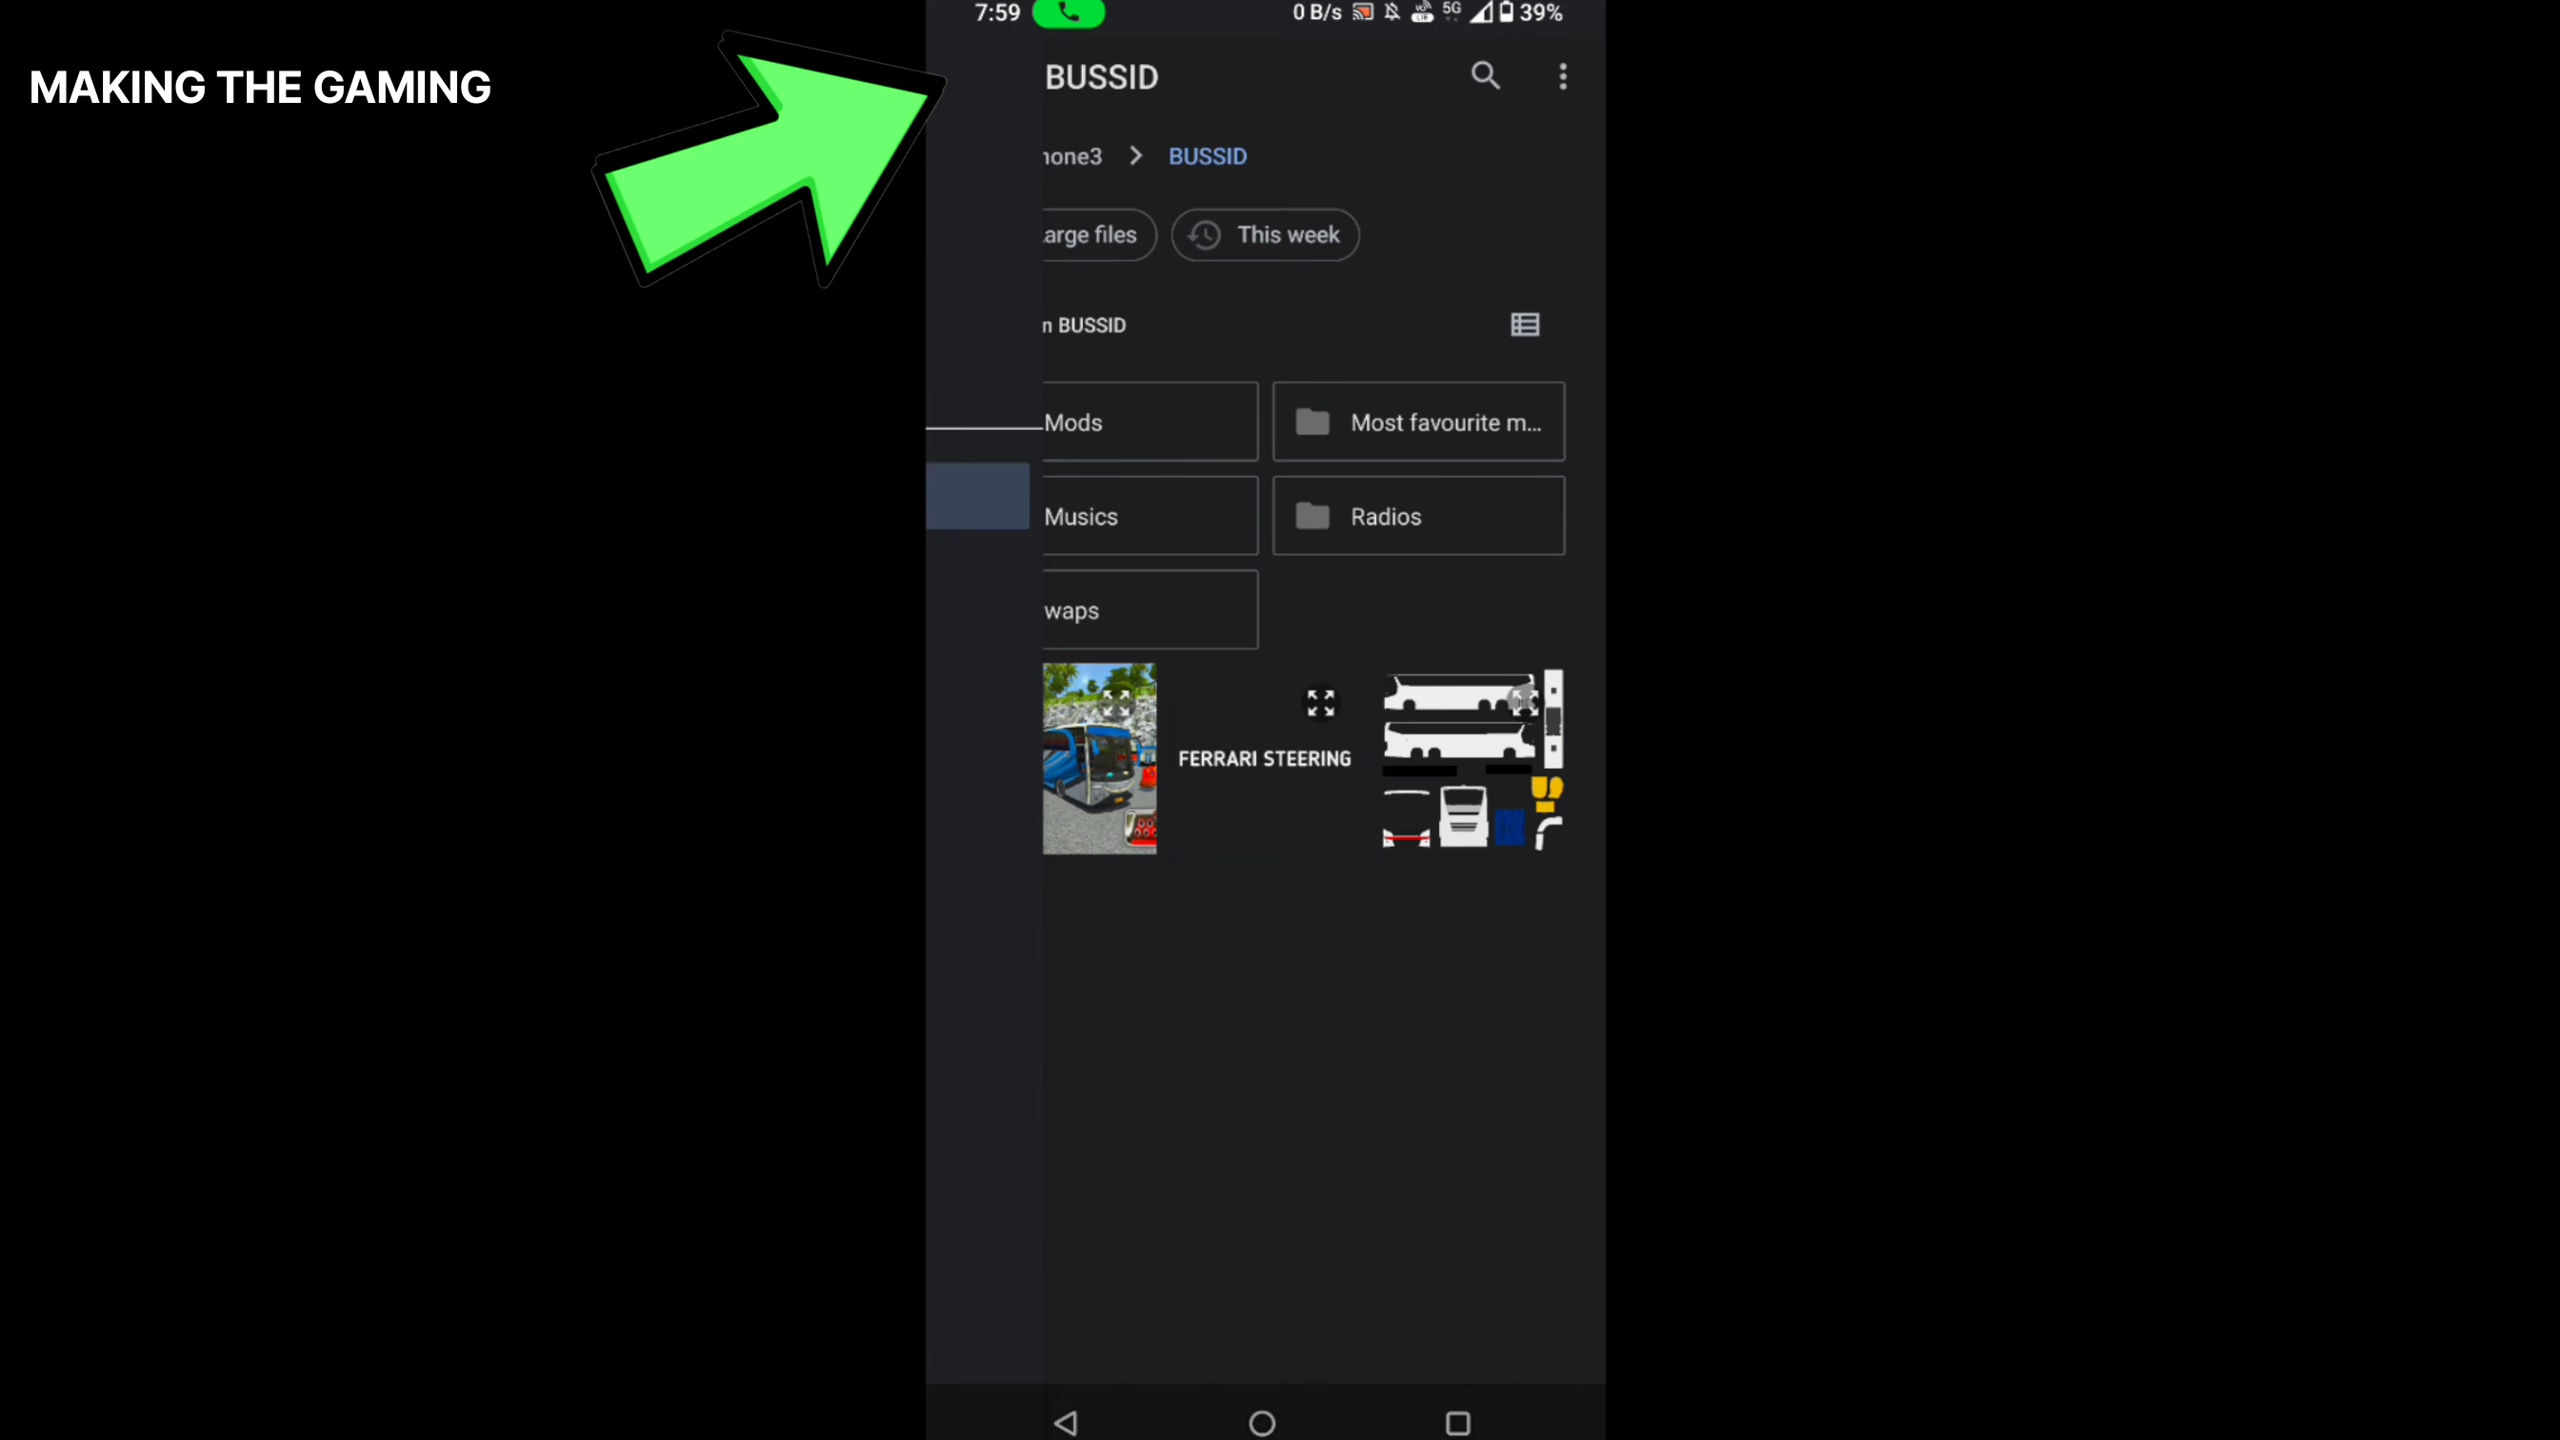 7:59 0 B/s 5G 39%
MAKING THE GAMING
BUSSID
none3 > BUSSID
arge files This week
n BUSSID
Mods Most favourite m...
Musics Radios
waps
FERRARI STEERING